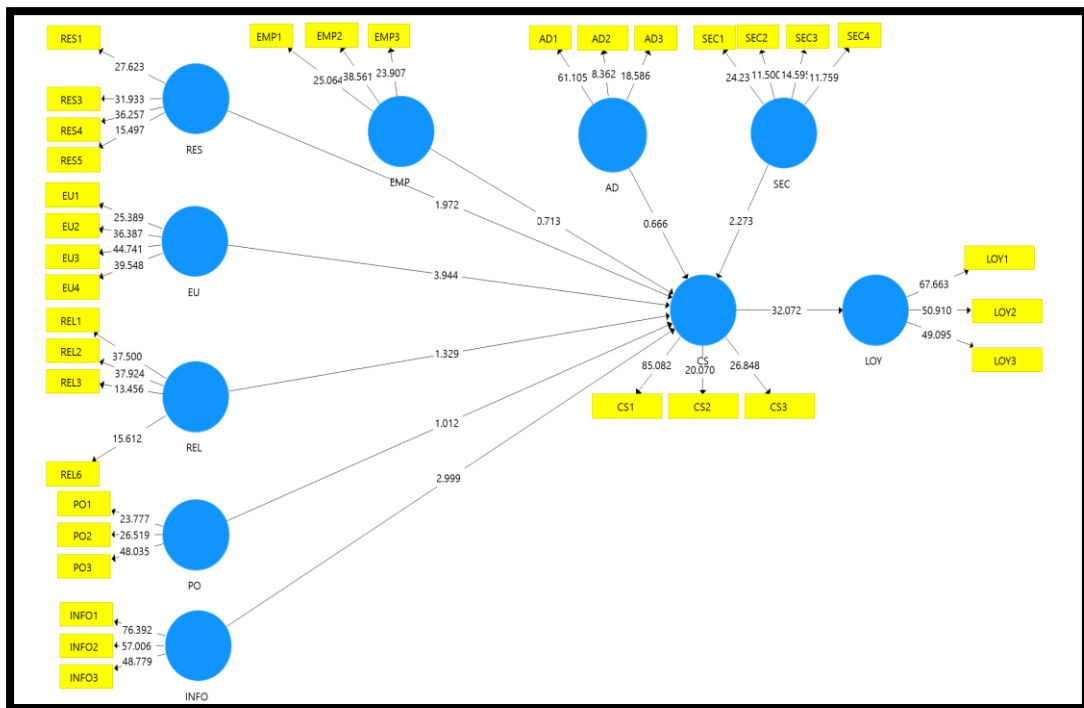 RES1
27.623
RES3
31.933
RES4
36.257
RES5
15.497
RES
EMP1
EMP2
EMP3
25.064
38.561
23.907
EMP
AD1
AD2
AD3
61.105
8.362
18.586
AD
SEC1
SEC2
SEC3
SEC4
11.500
14.595
11.759
SEC
1.972
0.713
0.666
2.273
EU1
25.389
EU2
36.387
EU3
44.741
EU4
39.548
EU
3.944
REL1
37.500
REL2
37.924
REL3
13.456
15.612
REL6
REL
1.329
PO1
23.777
PO2
26.519
PO3
48.035
PO
1.012
INFO1
76.392
INFO2
57.006
INFO3
48.779
INFO
2.999
CS
85.082
20.070
26.848
CS1
CS2
CS3
32.072
LOY
67.663
LOY1
50.910
LOY2
49.095
LOY3